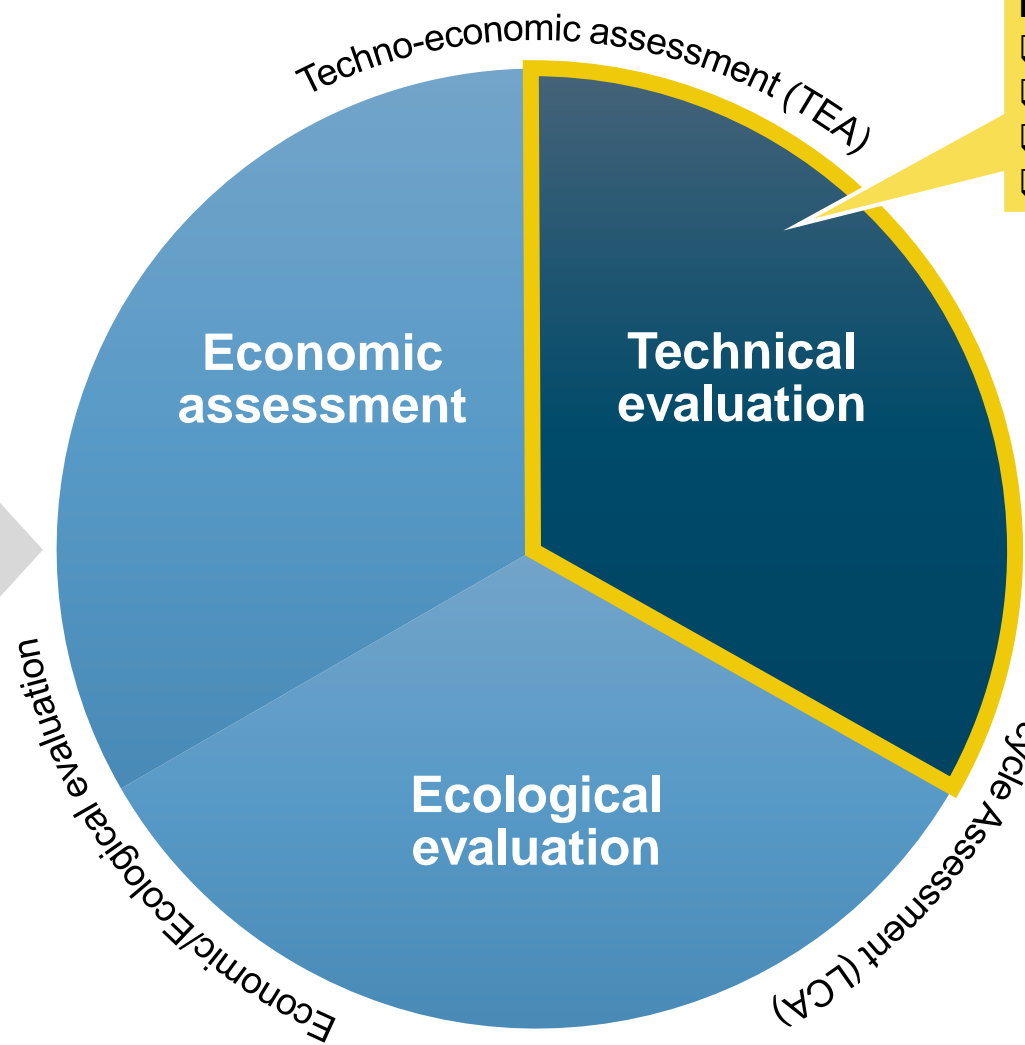 Techno-economic assessment (TEA)
Economic
assessment
Technical
evaluation
Ecological
evaluation
Economic/Ecological evaluation
cycle Assessment (LCA)